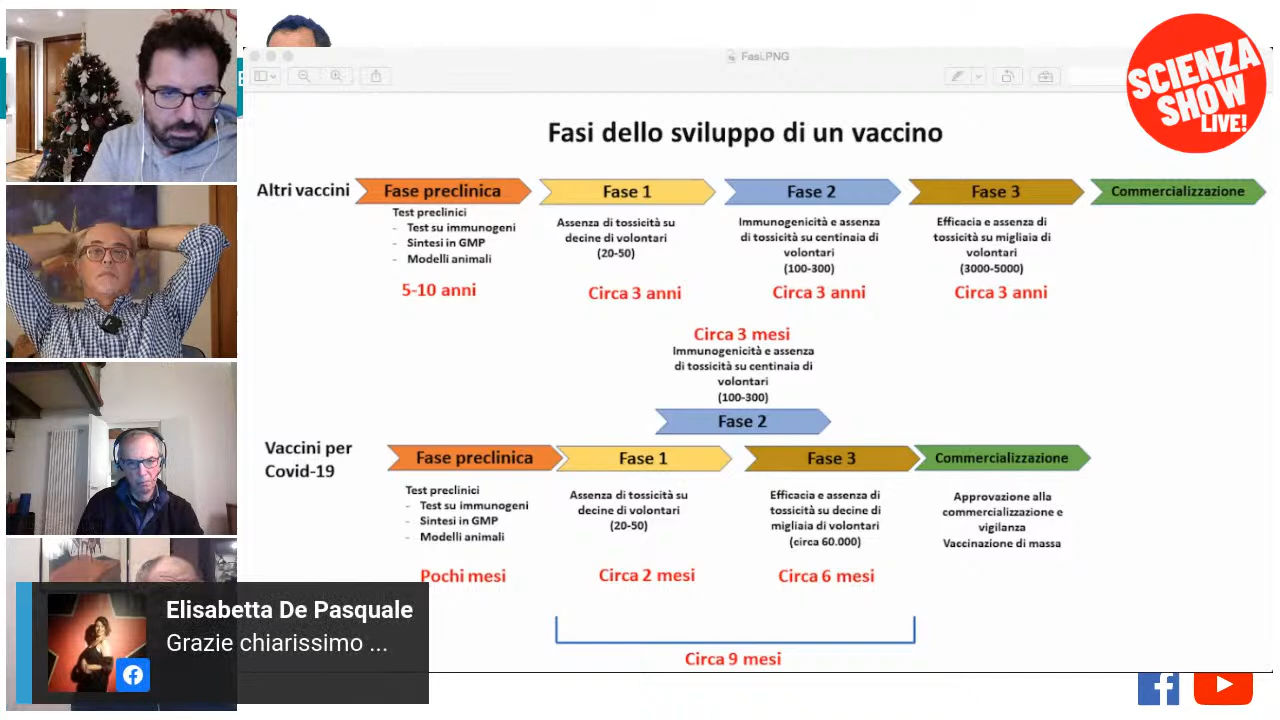 Fasi.PNG
SCIENZA
SHOW
LIVE!
Fasi dello sviluppo di un vaccino
Altri vaccini
Fase preclinica
Fase 1
Fase 2
Fase 3
Commercializzazione
Test preclinici
- Test su immunogeni
- Sintesi in GMP
- Modelli animali
5-10 anni
Assenza di tossicità su
decine di volontari
(20-50)
Circa 3 anni
Immunogenicità e assenza
di tossicità su centinaia di
volontari
(100-300)
Circa 3 anni
Efficacia e assenza di
tossicità su migliaia di
volontari
(3000-5000)
Circa 3 anni
Circa 3 mesi
Immunogenicità e assenza
di tossicità su centinaia di
volontari
(100-300)
Fase 2
Vaccini per
Covid-19
Fase preclinica
Fase 1
Fase 3
Commercializzazione
Test preclinici
- Test su immunogeni
- Sintesi in GMP
- Modelli animali
Pochi mesi
Assenza di tossicità su
decine di volontari
(20-50)
Circa 2 mesi
Efficacia e assenza di
tossicità su decine di
migliaia di volontari
(circa 60.000)
Circa 6 mesi
Approvazione alla
commercializzazione e
vigilanza
Vaccinazione di massa
Circa 9 mesi
Elisabetta De Pasquale
Grazie chiarissimo ...